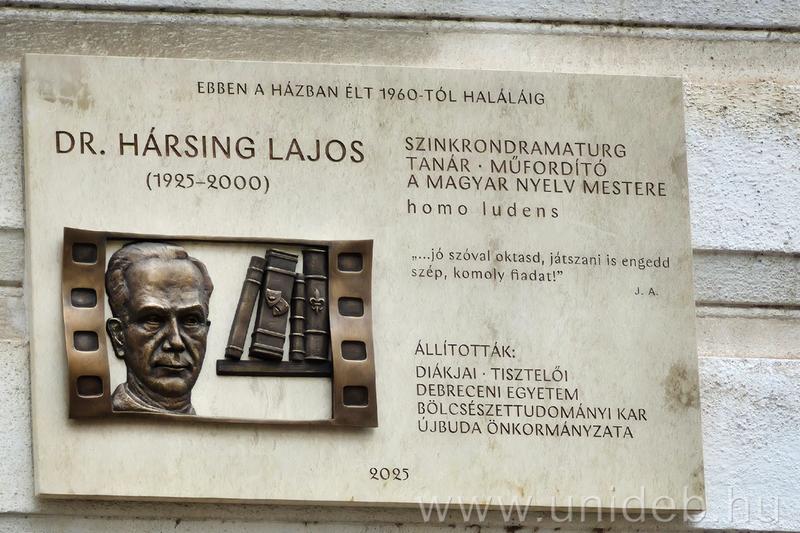 EBBEN A HÁZBAN ÉLT 1960-TÓL HALÁLÁIG
DR. HÁRSING LAJOS
(1925–2000)
SZINKRONDRAMATURG
TANÁR · MŰFORDÍTÓ
A MAGYAR NYELV MESTERE
homo ludens
„...jó szóval oktasd, játszani is engedd
szép, komoly fiadat!”
J. A.
ÁLLÍTOTTÁK:
DIÁKJAI · TISZTELŐI
DEBRECENI EGYETEM
BÖLCSÉSZETTUDOMÁNYI KAR
ÚJBUDA ÖNKORMÁNYZATA
2025
www.unideb.hu